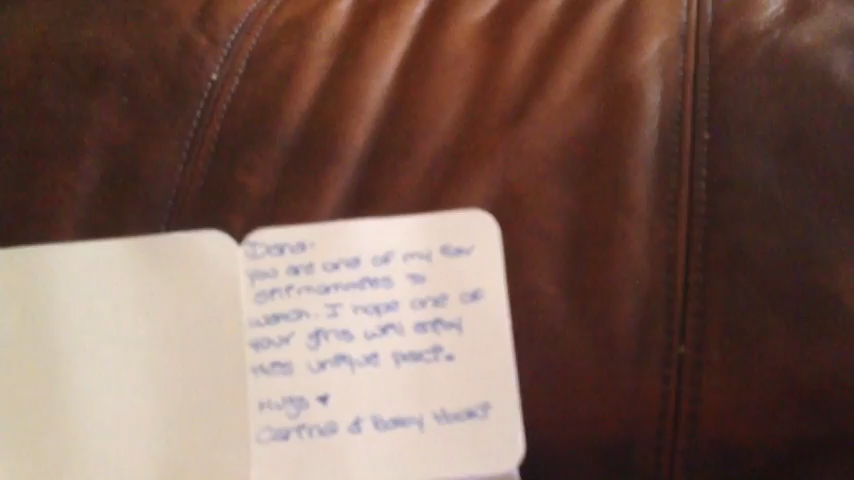 Dana-
you are one of my fav
to
watch. I hope one of
your girls will enjoy
this unique
Hugs ♥
& Baby